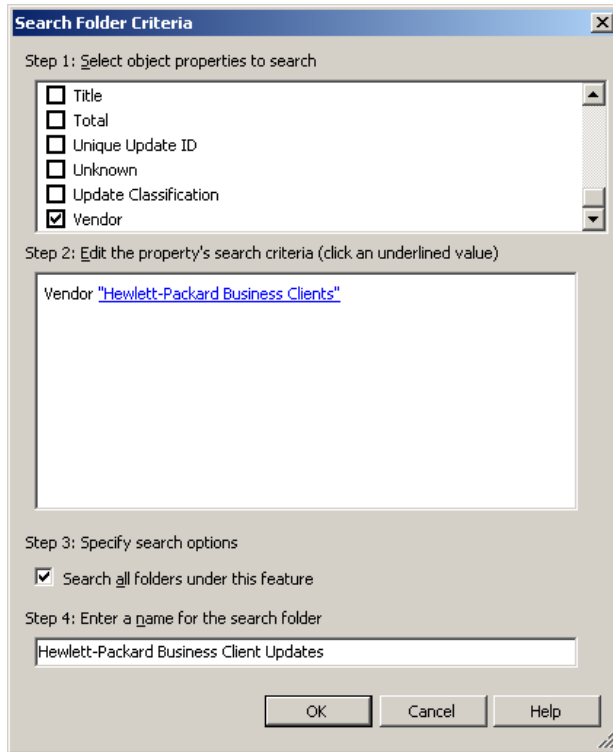 Search Folder Criteria
Step 1: Select object properties to search
Title
Total
Unique Update ID
Unknown
Update Classification
Vendor
Step 2: Edit the property's search criteria (click an underlined value)
Vendor "Hewlett-Packard Business Clients"
Step 3: Specify search options
Search all folders under this feature
Step 4: Enter a name for the search folder
Hewlett-Packard Business Client Updates
OK Cancel Help